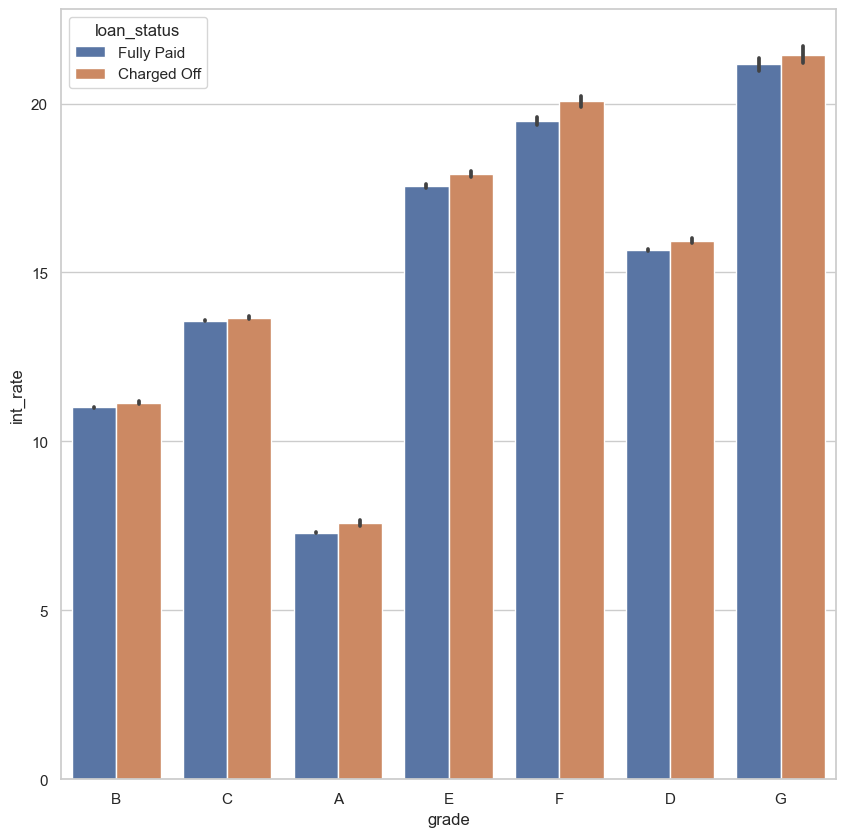 loan_status
Fully Paid
Charged Off
20
15
10
5
0
int_rate
B C A E F D G
grade